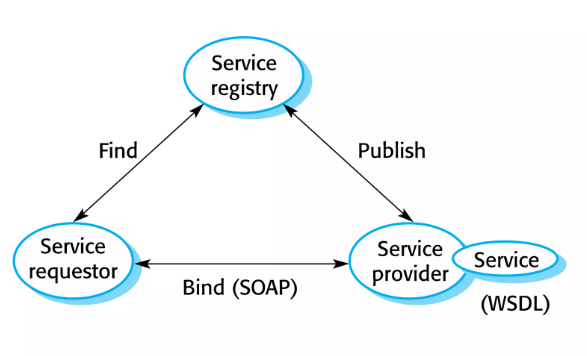 Service
registry
Find
Publish
Service
requestor
Service
provider
Service
Bind (SOAP)
(WSDL)